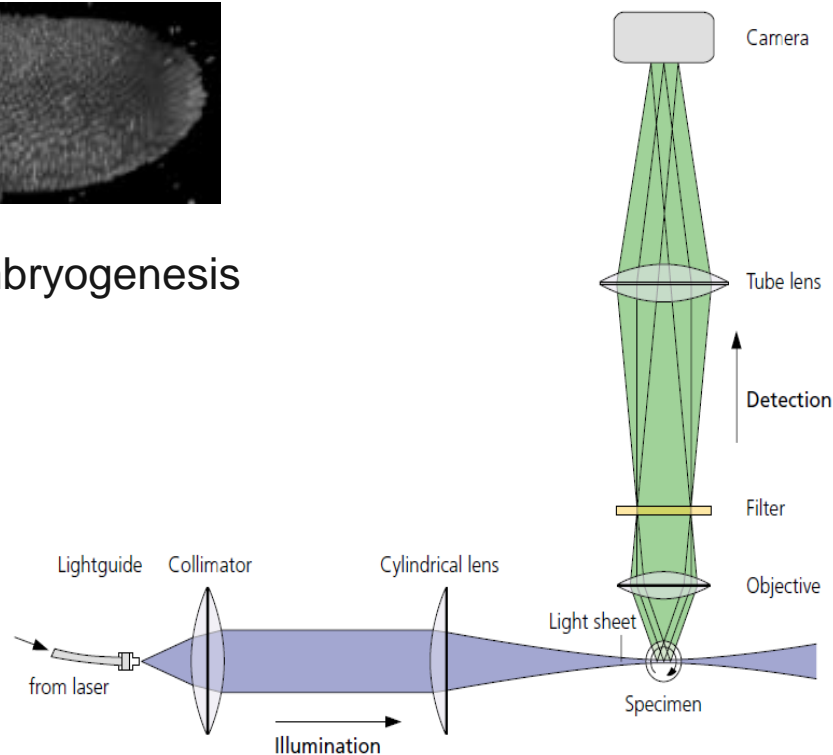 Camera
bryogenesis
Tube lens
Detection
Filter
Lightguide Collimator Cylindrical lens
Objective
Light sheet
from laser
Specimen
Illumination